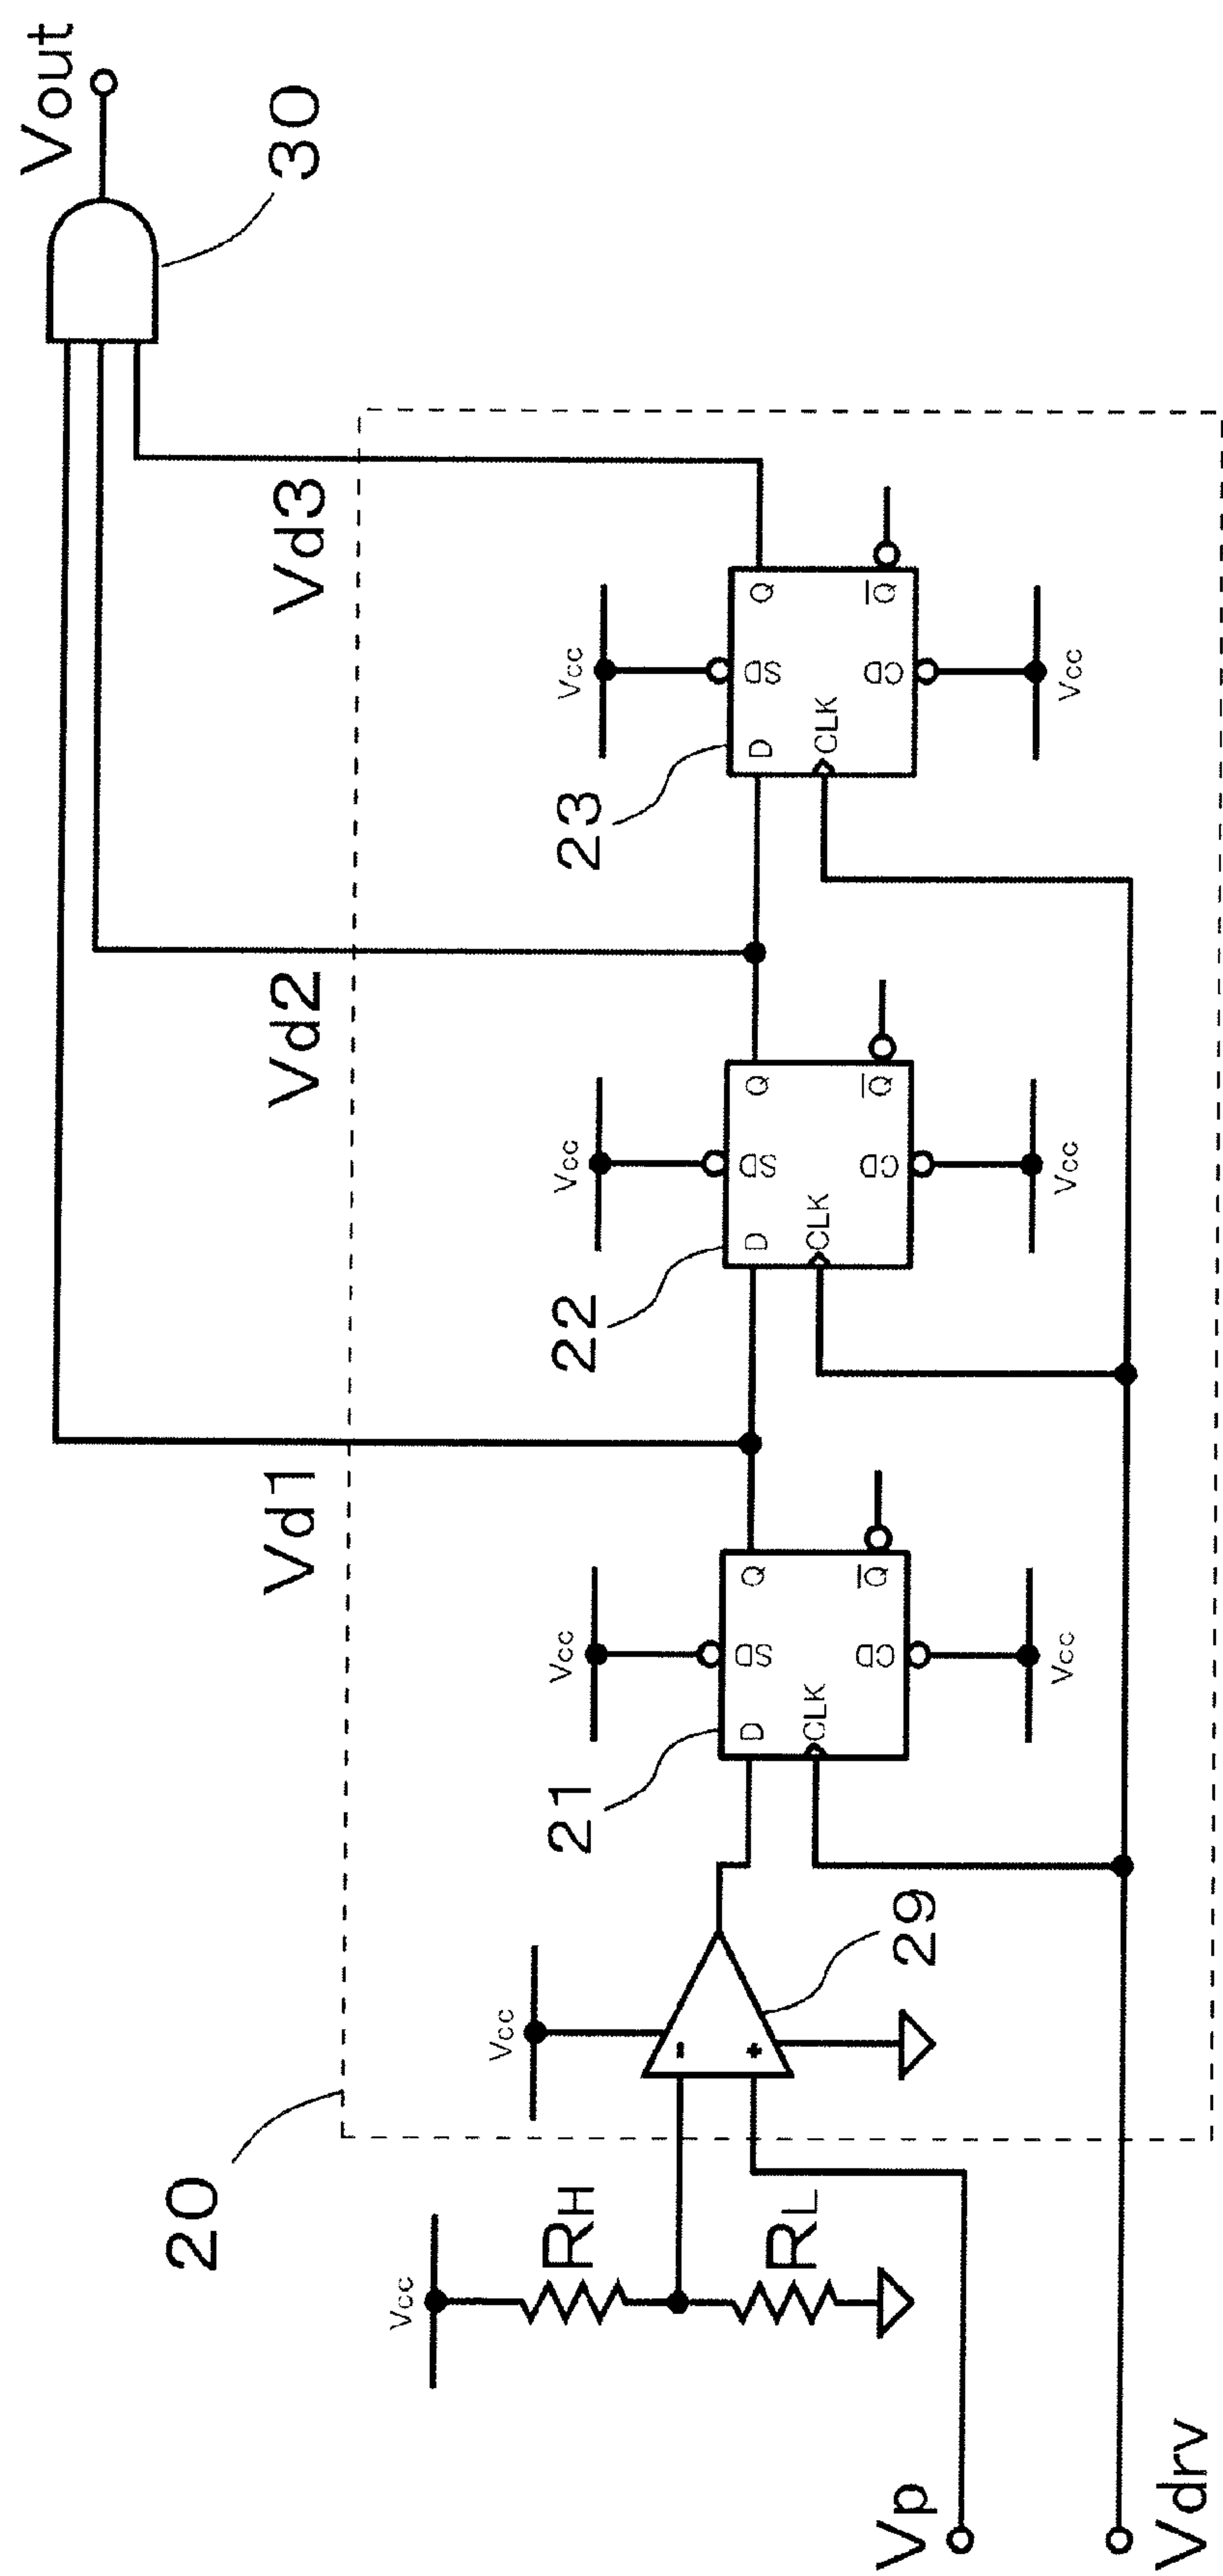 Vout
30
Vd1
Vd2
Vd3
20
Vcc
RH
RL
Vp
Vdrv
Vcc
29
21
Vcc
D
SD
Q
CLK
CD
Q
Vcc
22
Vcc
D
SD
Q
CLK
CD
Q
Vcc
23
Vcc
D
SD
Q
CLK
CD
Q
Vcc
-
+